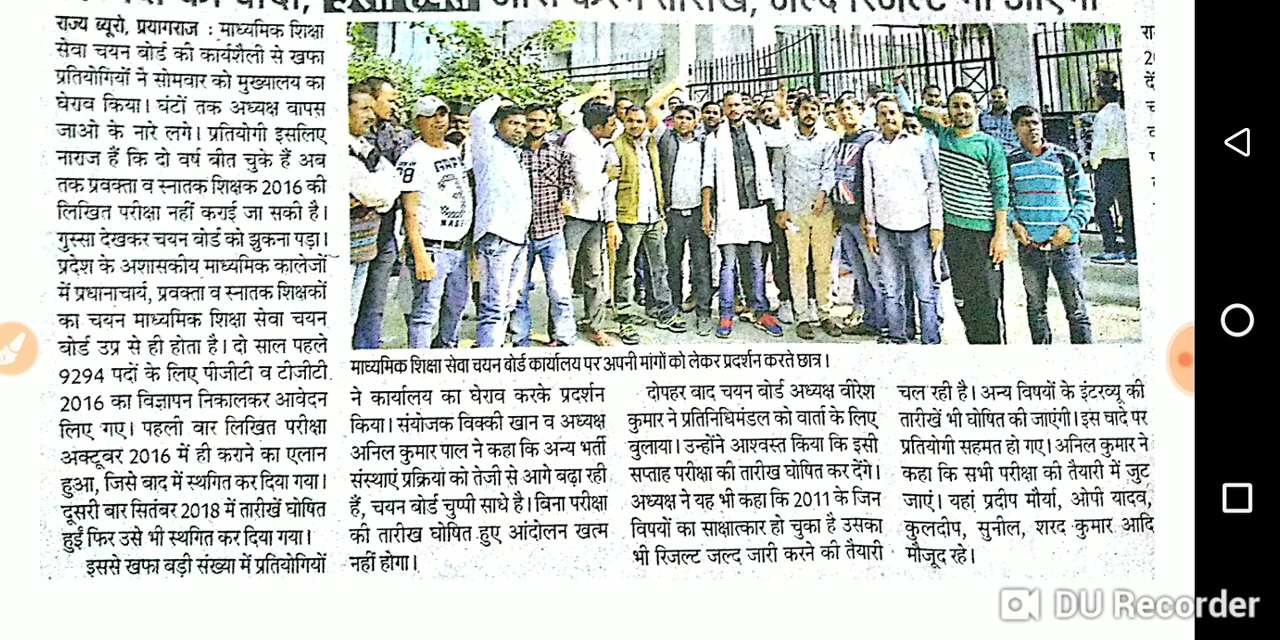 इसी हफ्ते जारी करेंगे तारीखें, जल्द रिजल्ट भी आएगा
राज्य ब्यूरो, प्रयागराज : माध्यमिक शिक्षा
सेवा चयन बोर्ड की कार्यशैली से खफा
प्रतियोगियों ने सोमवार को मुख्यालय का
घेराव किया। घंटों तक अध्यक्ष वापस
जाओ के नारे लगे। प्रतियोगी इसलिए
नाराज हैं कि दो वर्ष बीत चुके हैं अब
तक प्रवक्ता व स्नातक शिक्षक 2016 की
लिखित परीक्षा नहीं कराई जा सकी है।
गुस्सा देखकर चयन बोर्ड को झुकना पड़ा।
प्रदेश के अशासकीय माध्यमिक कालेजों
में प्रधानाचार्य, प्रवक्ता व स्नातक शिक्षकों
का चयन माध्यमिक शिक्षा सेवा चयन
बोर्ड उप्र से ही होता है। दो साल पहले
9294 पदों के लिए पीजीटी व टीजीटी
2016 का विज्ञापन निकालकर आवेदन
लिए गए। पहली बार लिखित परीक्षा
अक्टूबर 2016 में ही कराने का एलान
हुआ, जिसे बाद में स्थगित कर दिया गया।
दूसरी बार सितंबर 2018 में तारीखें घोषित
हुईं फिर उसे भी स्थगित कर दिया गया।
इससे खफा बड़ी संख्या में प्रतियोगियों
माध्यमिक शिक्षा सेवा चयन बोर्ड कार्यालय पर अपनी मांगों को लेकर प्रदर्शन करते छात्र।
ने कार्यालय का घेराव करके प्रदर्शन
किया। संयोजक विक्की खान व अध्यक्ष
अनिल कुमार पाल ने कहा कि अन्य भर्ती
संस्थाएं प्रक्रिया को तेजी से आगे बढ़ा रही
हैं, चयन बोर्ड चुप्पी साधे है। बिना परीक्षा
की तारीख घोषित हुए आंदोलन खत्म
नहीं होगा।
दोपहर बाद चयन बोर्ड अध्यक्ष बीरेश
कुमार ने प्रतिनिधिमंडल को वार्ता के लिए
बुलाया। उन्होंने आश्वस्त किया कि इसी
सप्ताह परीक्षा की तारीख घोषित कर देंगे।
अध्यक्ष ने यह भी कहा कि 2011 के जिन
विषयों का साक्षात्कार हो चुका है उसका
भी रिजल्ट जल्द जारी करने की तैयारी
चल रही है। अन्य विषयों के इंटरव्यू की
तारीखें भी घोषित की जाएंगी। इस वादे पर
प्रतियोगी सहमत हो गए। अनिल कुमार ने
कहा कि सभी परीक्षा की तैयारी में जुट
जाएं। यहां प्रदीप मौर्या, ओपी यादव,
कुलदीप, सुनील, शरद कुमार आदि
मौजूद रहे।
DU Recorder